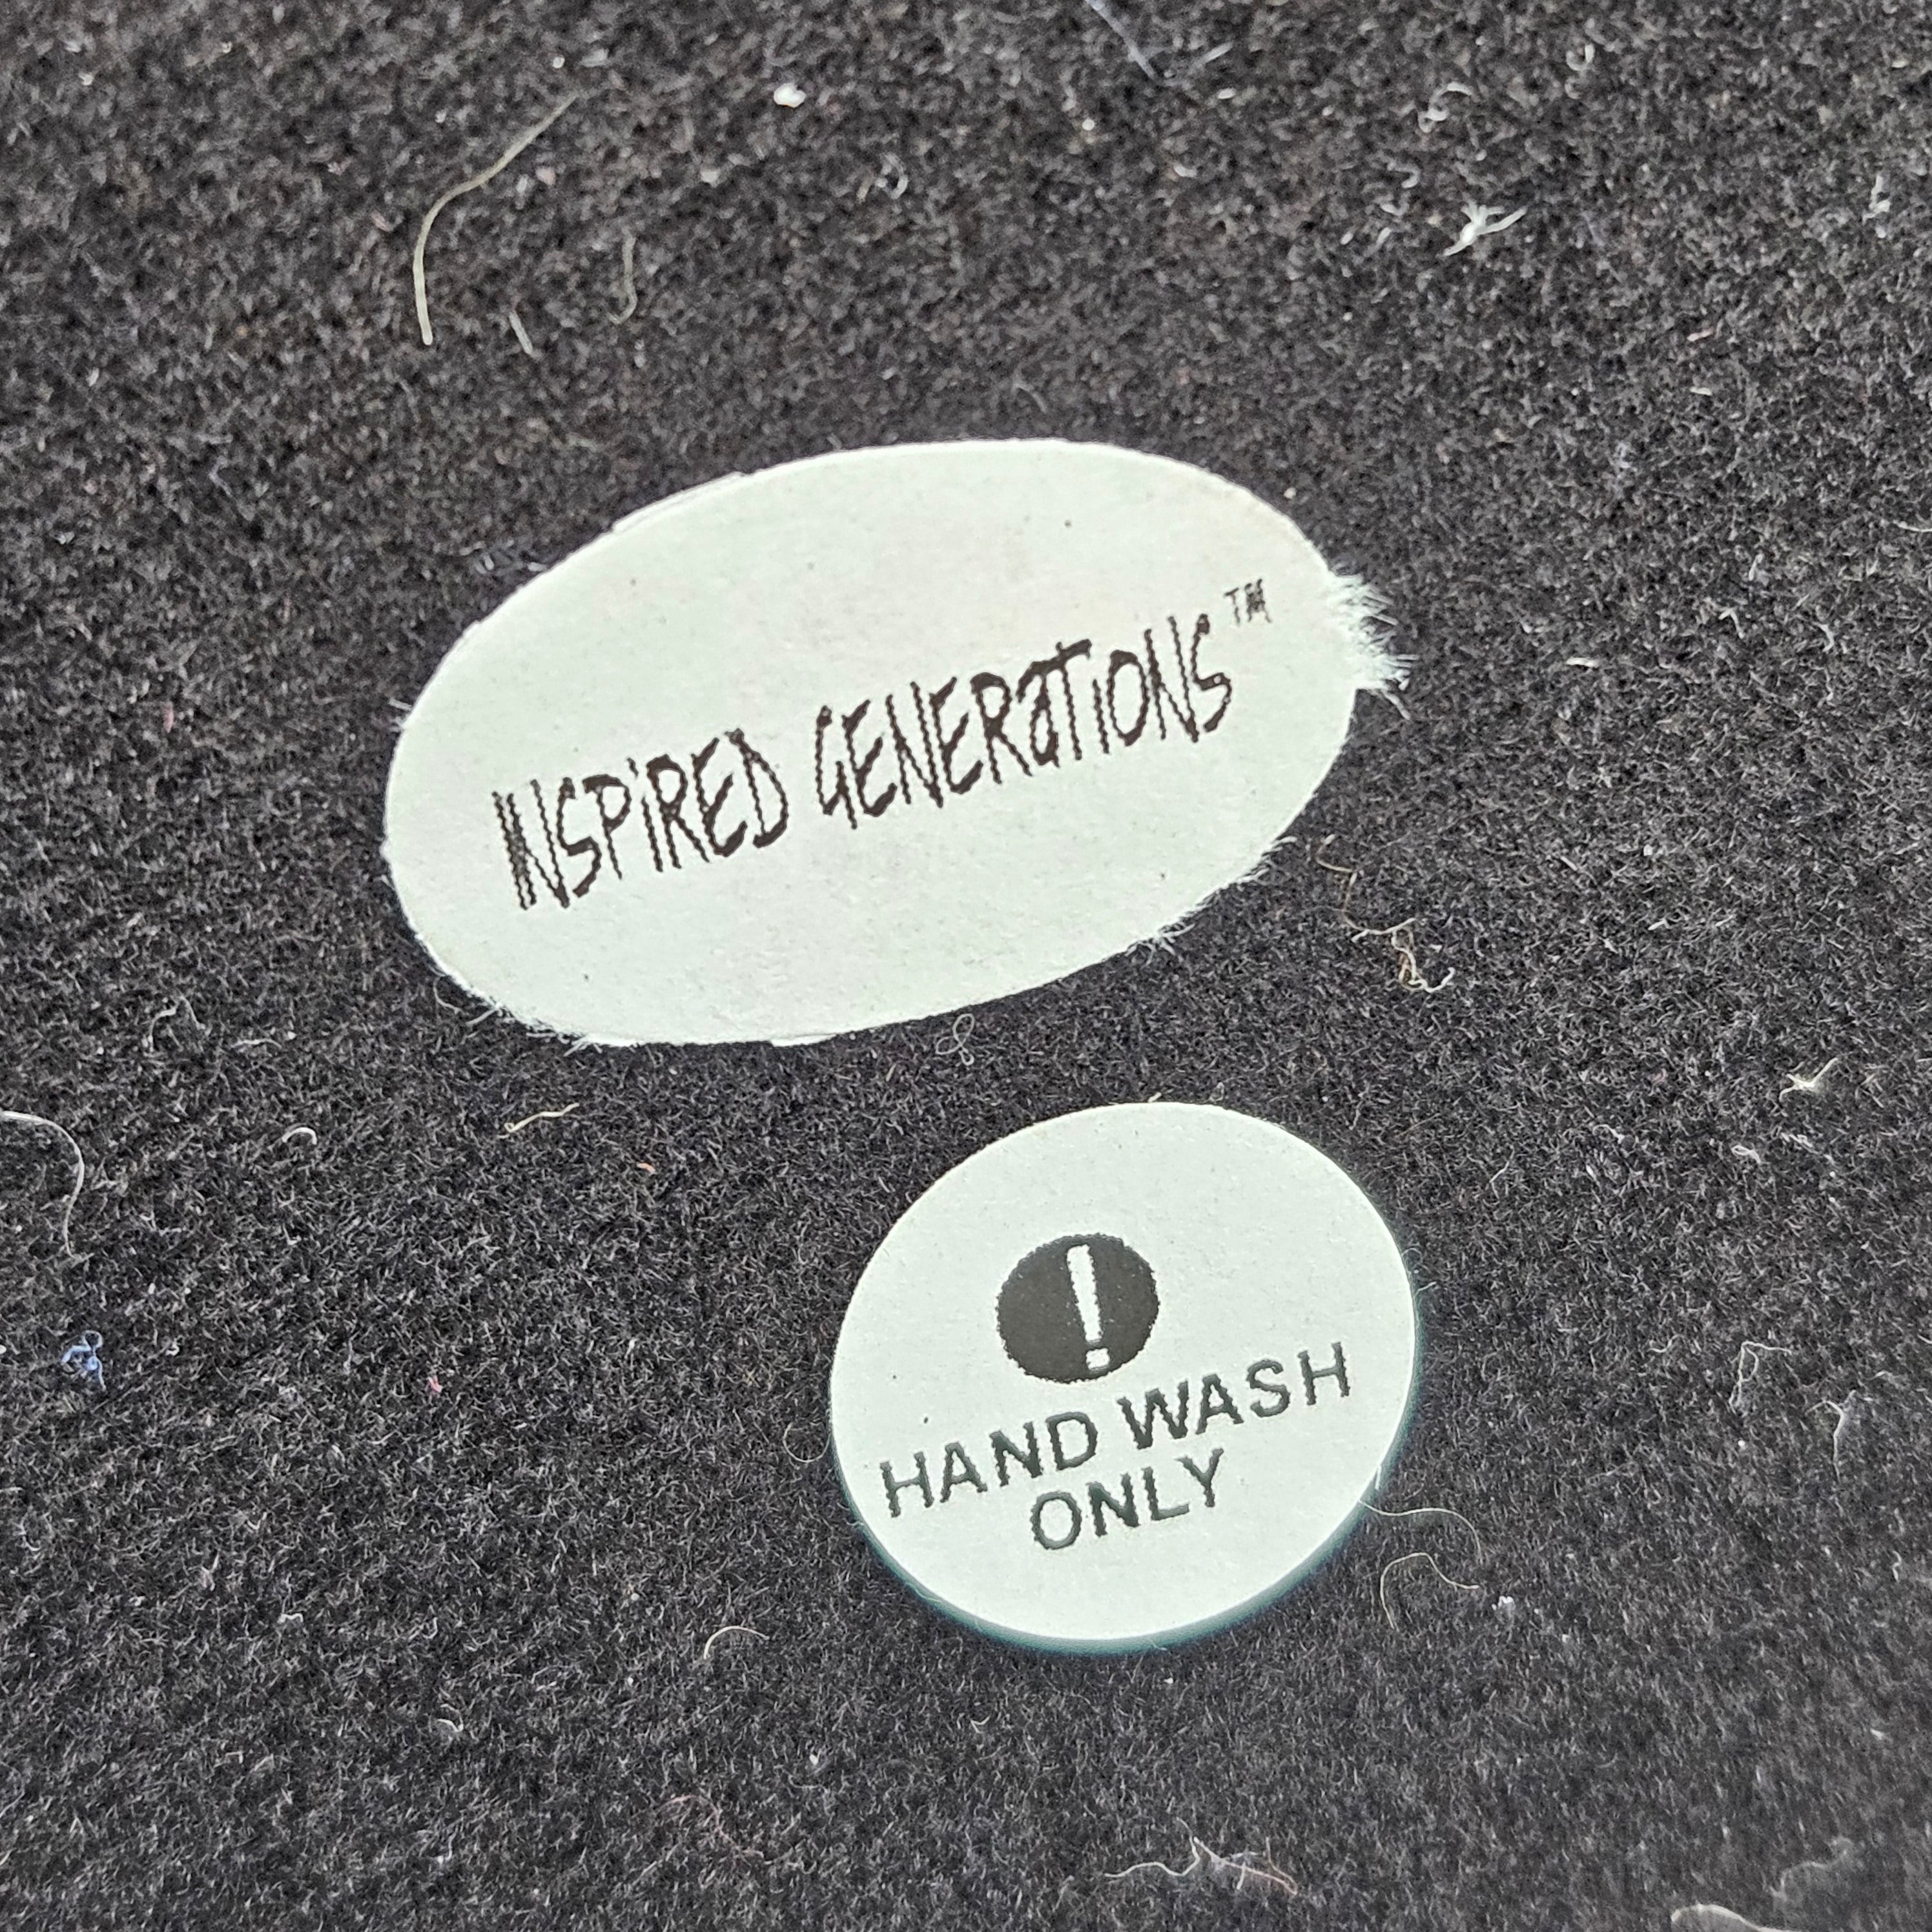 INSPiRED GENERaTiONS™
!
HAND WASH
ONLY